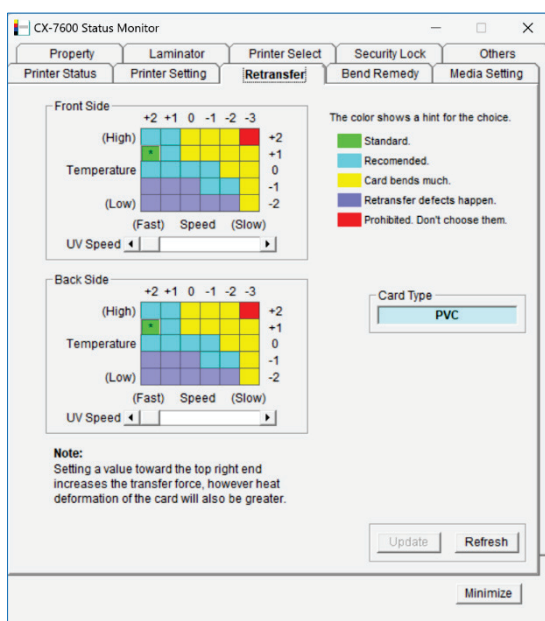 CX-7600 Status Monitor
Property Laminator Printer Select Security Lock Others
Printer Status Printer Setting Retransfer Bend Remedy Media Setting
Front Side
+2 +1 0 -1 -2 -3
(High) +2
* +1
Temperature 0
-1
(Low) -2
(Fast) Speed (Slow)
UV Speed
The color shows a hint for the choice.
Standard.
Recomended.
Card bends much.
Retransfer defects happen.
Prohibited. Don't choose them.
Back Side
+2 +1 0 -1 -2 -3
(High) +2
* +1
Temperature 0
-1
(Low) -2
(Fast) Speed (Slow)
UV Speed
Card Type
PVC
Note:
Setting a value toward the top right end
increases the transfer force, however heat
deformation of the card will also be greater.
Update Refresh
Minimize